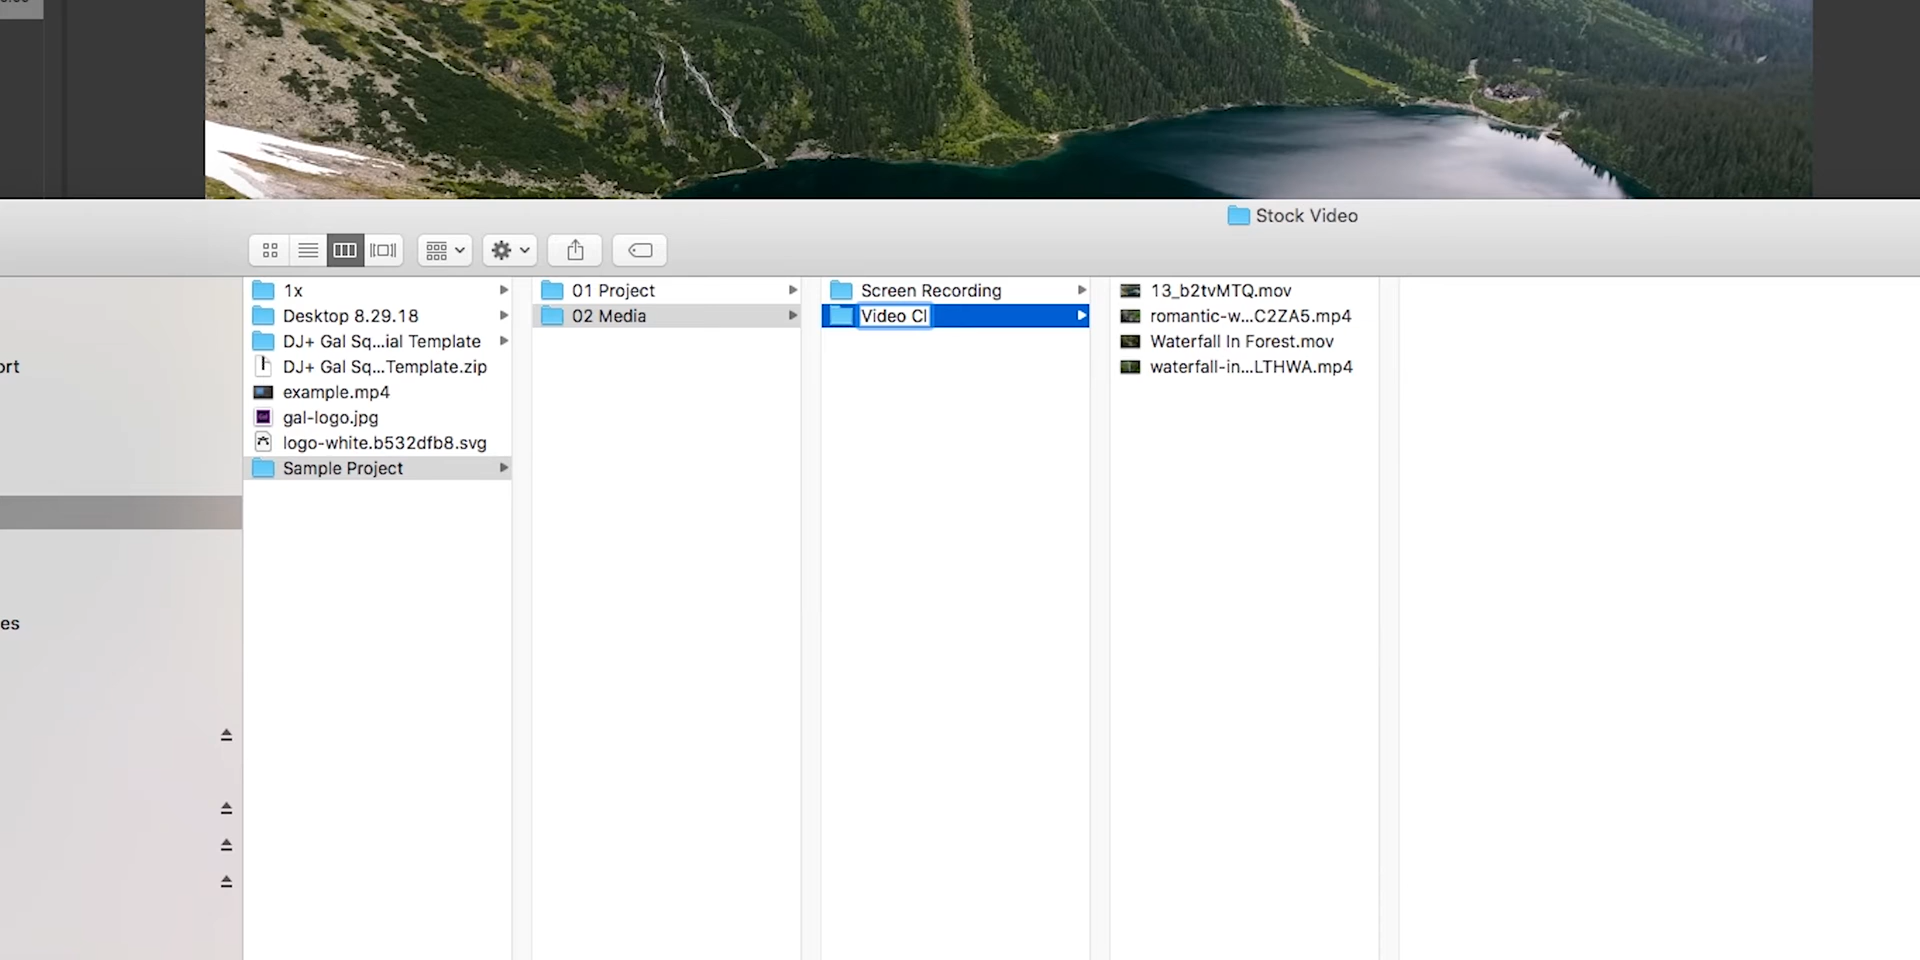 Stock Video
1x
Desktop 8.29.18
DJ+ Gal Sq...ial Template
DJ+ Gal Sq...Template.zip
example.mp4
gal-logo.jpg
logo-white.b532dfb8.svg
Sample Project
01 Project
02 Media
Screen Recording
Video Cl
13_b2tvMTQ.mov
romantic-w...C2ZA5.mp4
Waterfall In Forest.mov
waterfall-in...LTHWA.mp4
ort
es